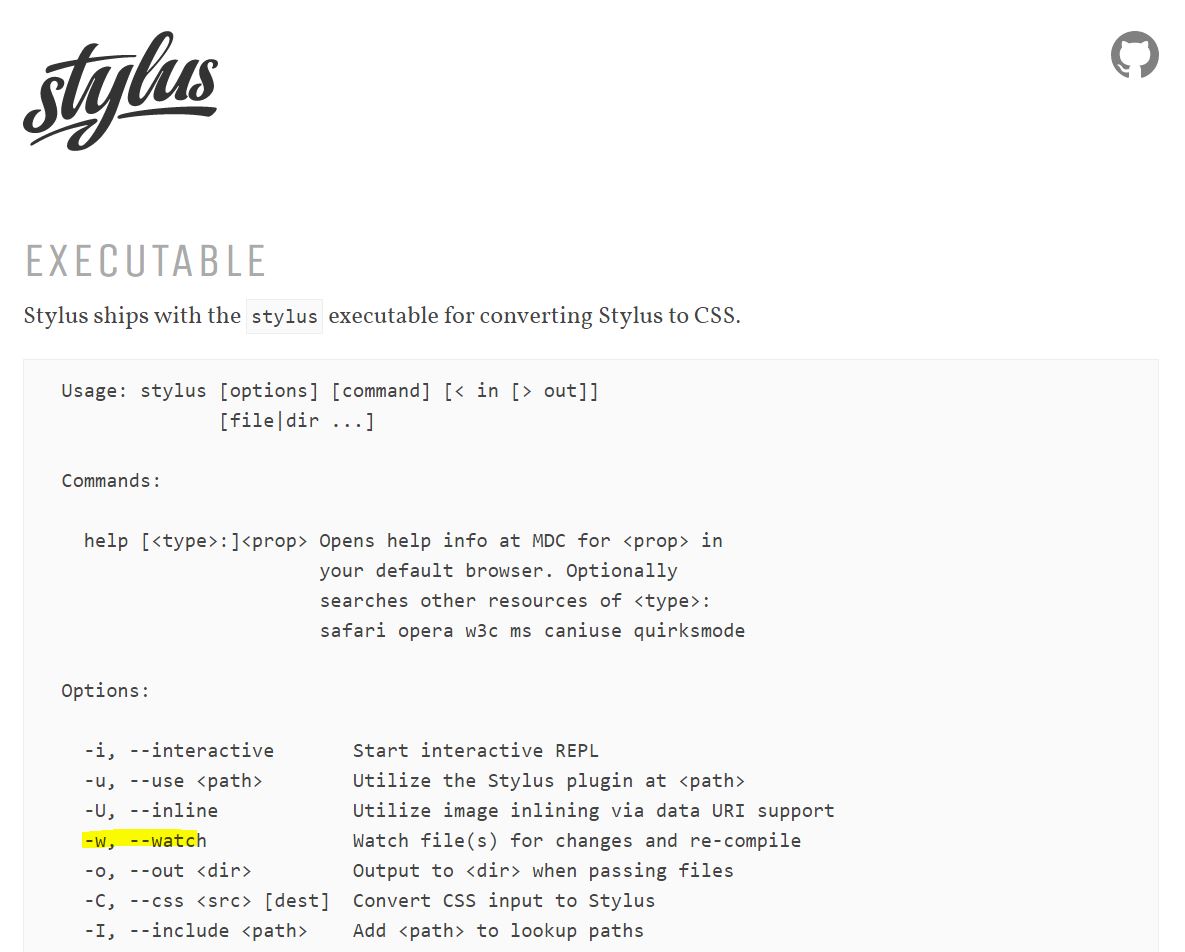 stylus
EXECUTABLE
Stylus ships with the stylus executable for converting Stylus to CSS.
Usage: stylus [options] [command] [< in [> out]]
[file|dir ...]
Commands:
help [<type>:]<prop> Opens help info at MDC for <prop> in
your default browser. Optionally
searches other resources of <type>:
safari opera w3c ms caniuse quirksmode
Options:
-i, --interactive Start interactive REPL
-u, --use <path> Utilize the Stylus plugin at <path>
-U, --inline Utilize image inlining via data URI support
-w, --watch Watch file(s) for changes and re-compile
-o, --out <dir> Output to <dir> when passing files
-C, --css <src> [dest] Convert CSS input to Stylus
-I, --include <path> Add <path> to lookup paths